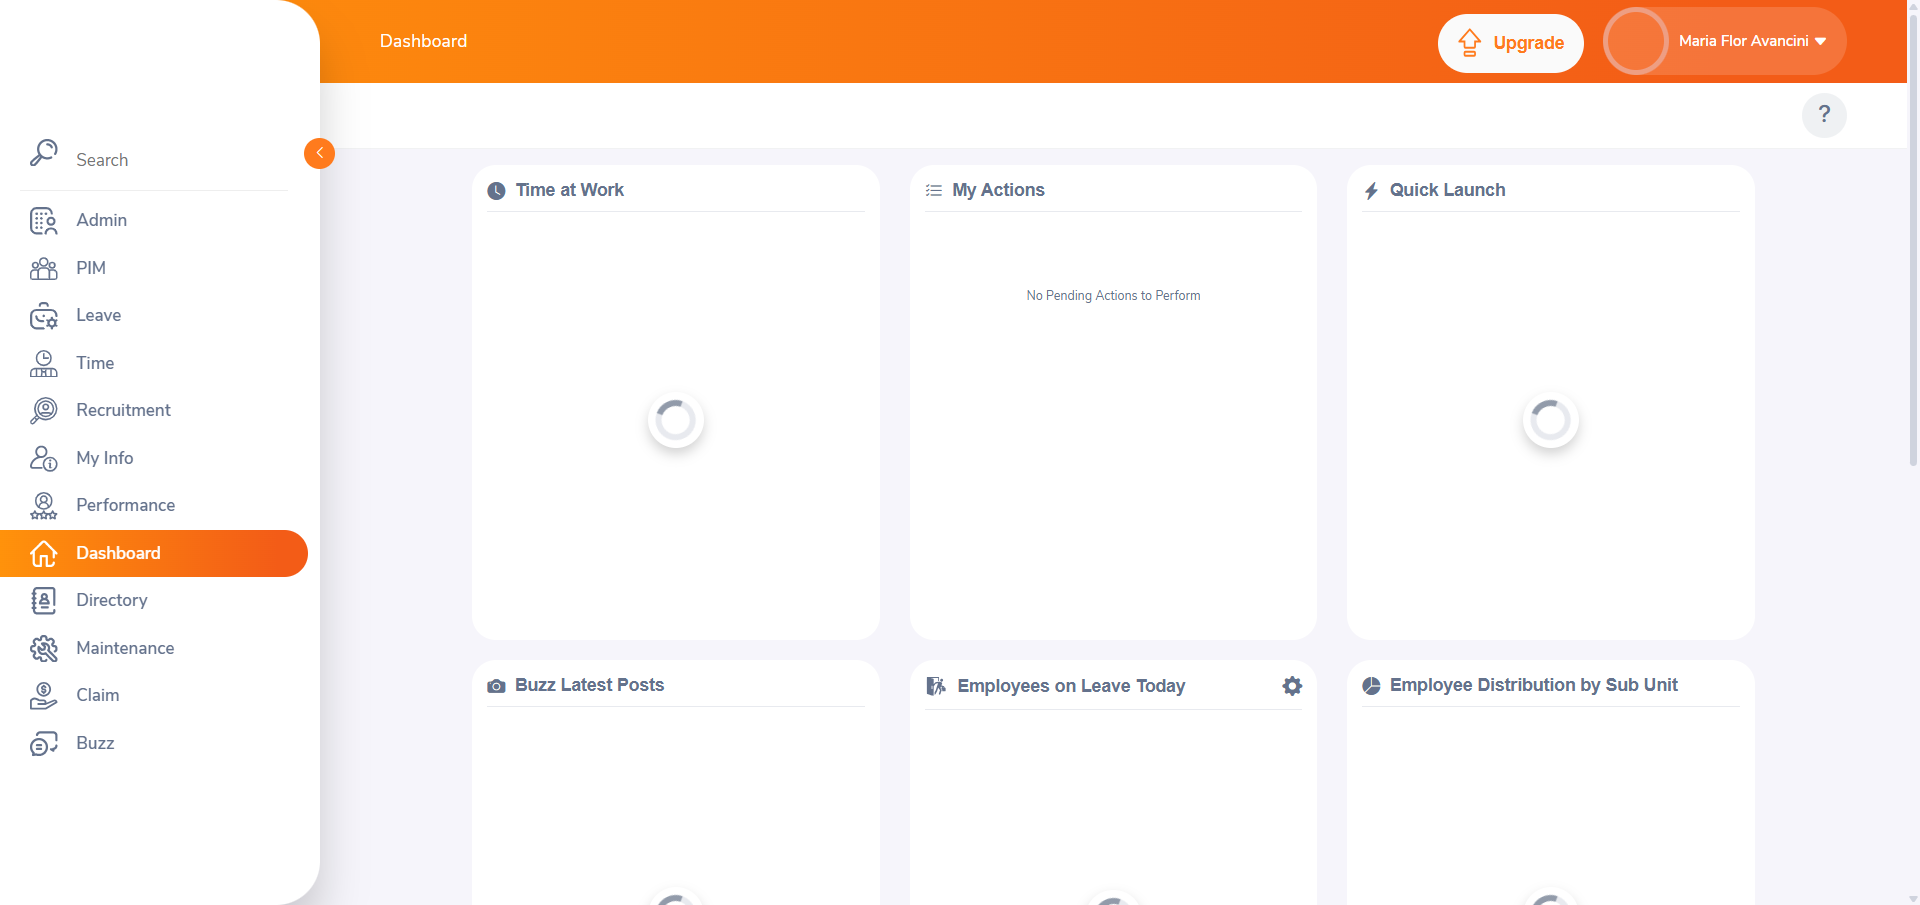 Dashboard
Upgrade
Maria Flor Avancini
?
Search
Admin
PIM
Leave
Time
Recruitment
My Info
Performance
Dashboard
Directory
Maintenance
Claim
Buzz
Time at Work
My Actions
No Pending Actions to Perform
Quick Launch
Buzz Latest Posts
Employees on Leave Today
Employee Distribution by Sub Unit